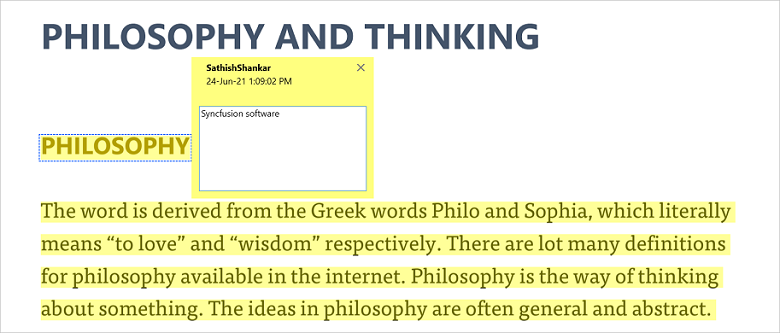 PHILOSOPHY AND THINKING
SathishShankar
24-Jun-21 1:09:02 PM
Syncfusion software
PHILOSOPHY
The word is derived from the Greek words Philo and Sophia, which literally
means “to love” and “wisdom” respectively. There are lot many definitions
for philosophy available in the internet. Philosophy is the way of thinking
about something. The ideas in philosophy are often general and abstract.